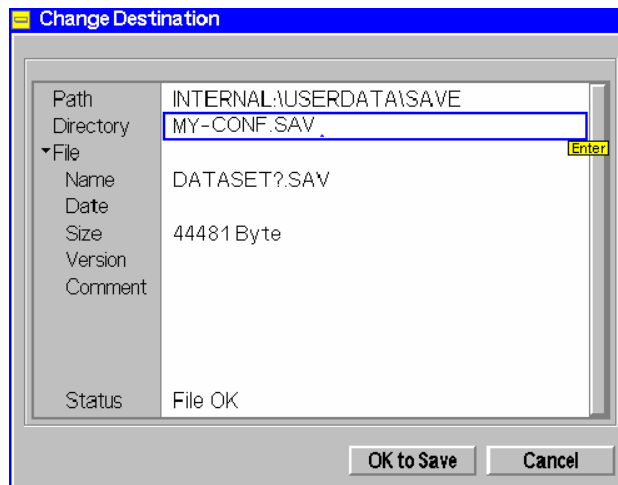 Change Destination
Path INTERNAL:\USERDATA\SAVE
Directory MY-CONF.SAV
Enter
File
Name DATASET?.SAV
Date
Size 44481 Byte
Version
Comment
Status File OK
OK to Save Cancel